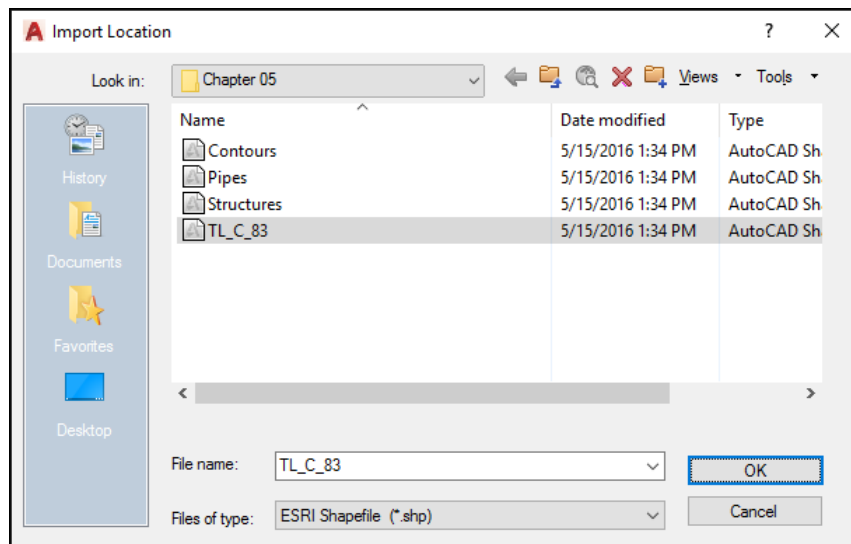 Import Location
?
Look in:
Chapter 05
Views
Tools
Name
Date modified
Type
Contours
5/15/2016 1:34 PM
AutoCAD Sh
Pipes
5/15/2016 1:34 PM
AutoCAD Sh
Structures
5/15/2016 1:34 PM
AutoCAD Sh
TL_C_83
5/15/2016 1:34 PM
AutoCAD Sh
History
Documents
Favorites
Desktop
File name:
TL_C_83
OK
Files of type:
ESRI Shapefile (*.shp)
Cancel